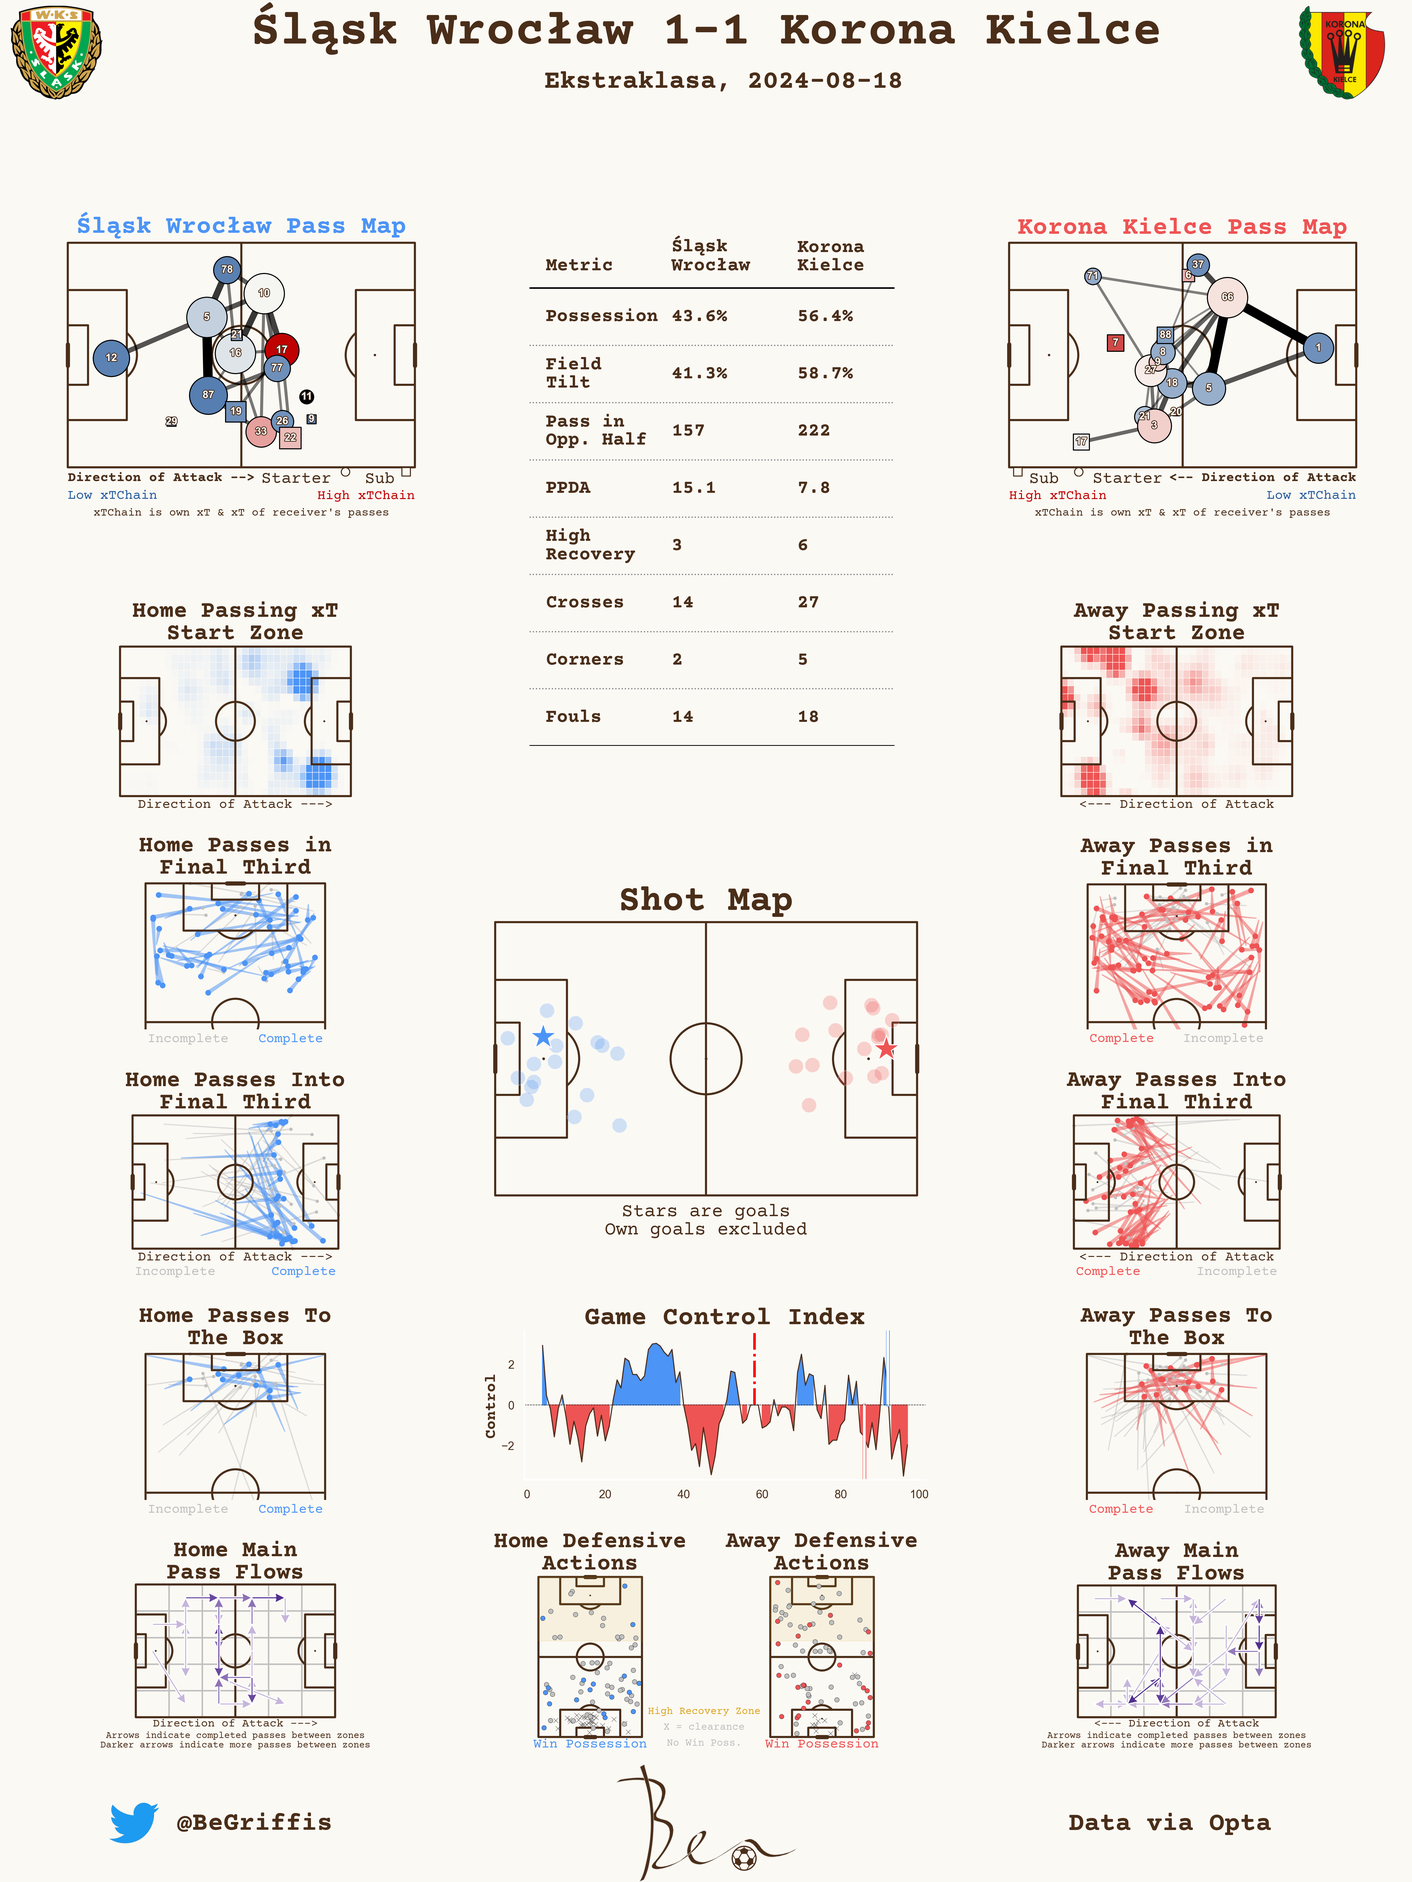 Śląsk Wrocław 1-1 Korona Kielce
Ekstraklasa, 2024-08-18
W·K·S
ŚLĄSK
KORONA
KIELCE
Śląsk Wrocław Pass Map
78
10
5
21
16
17
12
77
87
11
19
29
26
9
33
22
Direction of Attack --> Starter Sub
Low xTChain High xTChain
xTChain is own xT & xT of receiver's passes
Metric Śląsk Wrocław Korona Kielce
Possession 43.6% 56.4%
Field Tilt 41.3% 58.7%
Pass in Opp. Half 157 222
PPDA 15.1 7.8
High Recovery 3 6
Crosses 14 27
Corners 2 5
Fouls 14 18
Korona Kielce Pass Map
37
71
6
66
88
7
8
1
9
27
18
5
21
20
3
17
Sub Starter <-- Direction of Attack
High xTChain Low xTChain
xTChain is own xT & xT of receiver's passes
Home Passing xT
Start Zone
Direction of Attack --->
Away Passing xT
Start Zone
<--- Direction of Attack
Home Passes in
Final Third
Incomplete Complete
Away Passes in
Final Third
Complete Incomplete
Shot Map
Stars are goals
Own goals excluded
Home Passes Into
Final Third
Direction of Attack --->
Incomplete Complete
Away Passes Into
Final Third
<--- Direction of Attack
Complete Incomplete
Home Passes To
The Box
Incomplete Complete
Game Control Index
Control
2
0
−2
0 20 40 60 80 100
Away Passes To
The Box
Complete Incomplete
Home Main
Pass Flows
Direction of Attack --->
Arrows indicate completed passes between zones
Darker arrows indicate more passes between zones
Home Defensive
Actions
Win Possession
High Recovery Zone
X = clearance
No Win Poss.
Away Defensive
Actions
Win Possession
Away Main
Pass Flows
<--- Direction of Attack
Arrows indicate completed passes between zones
Darker arrows indicate more passes between zones
@BeGriffis
Ben
Data via Opta